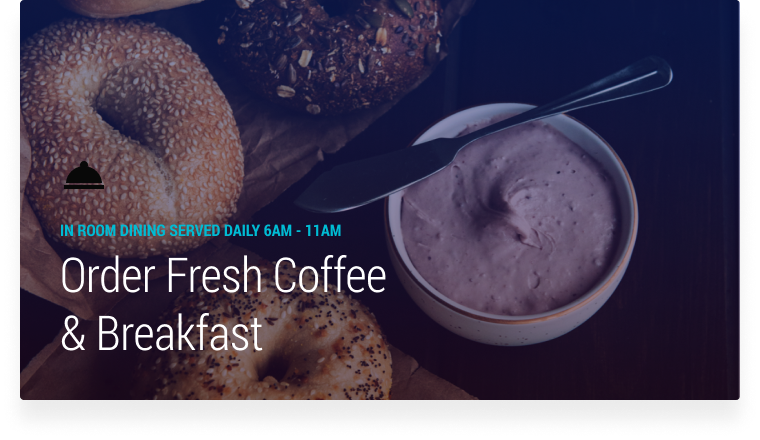 IN ROOM DINING SERVED DAILY 6AM - 11AM
Order Fresh Coffee
& Breakfast